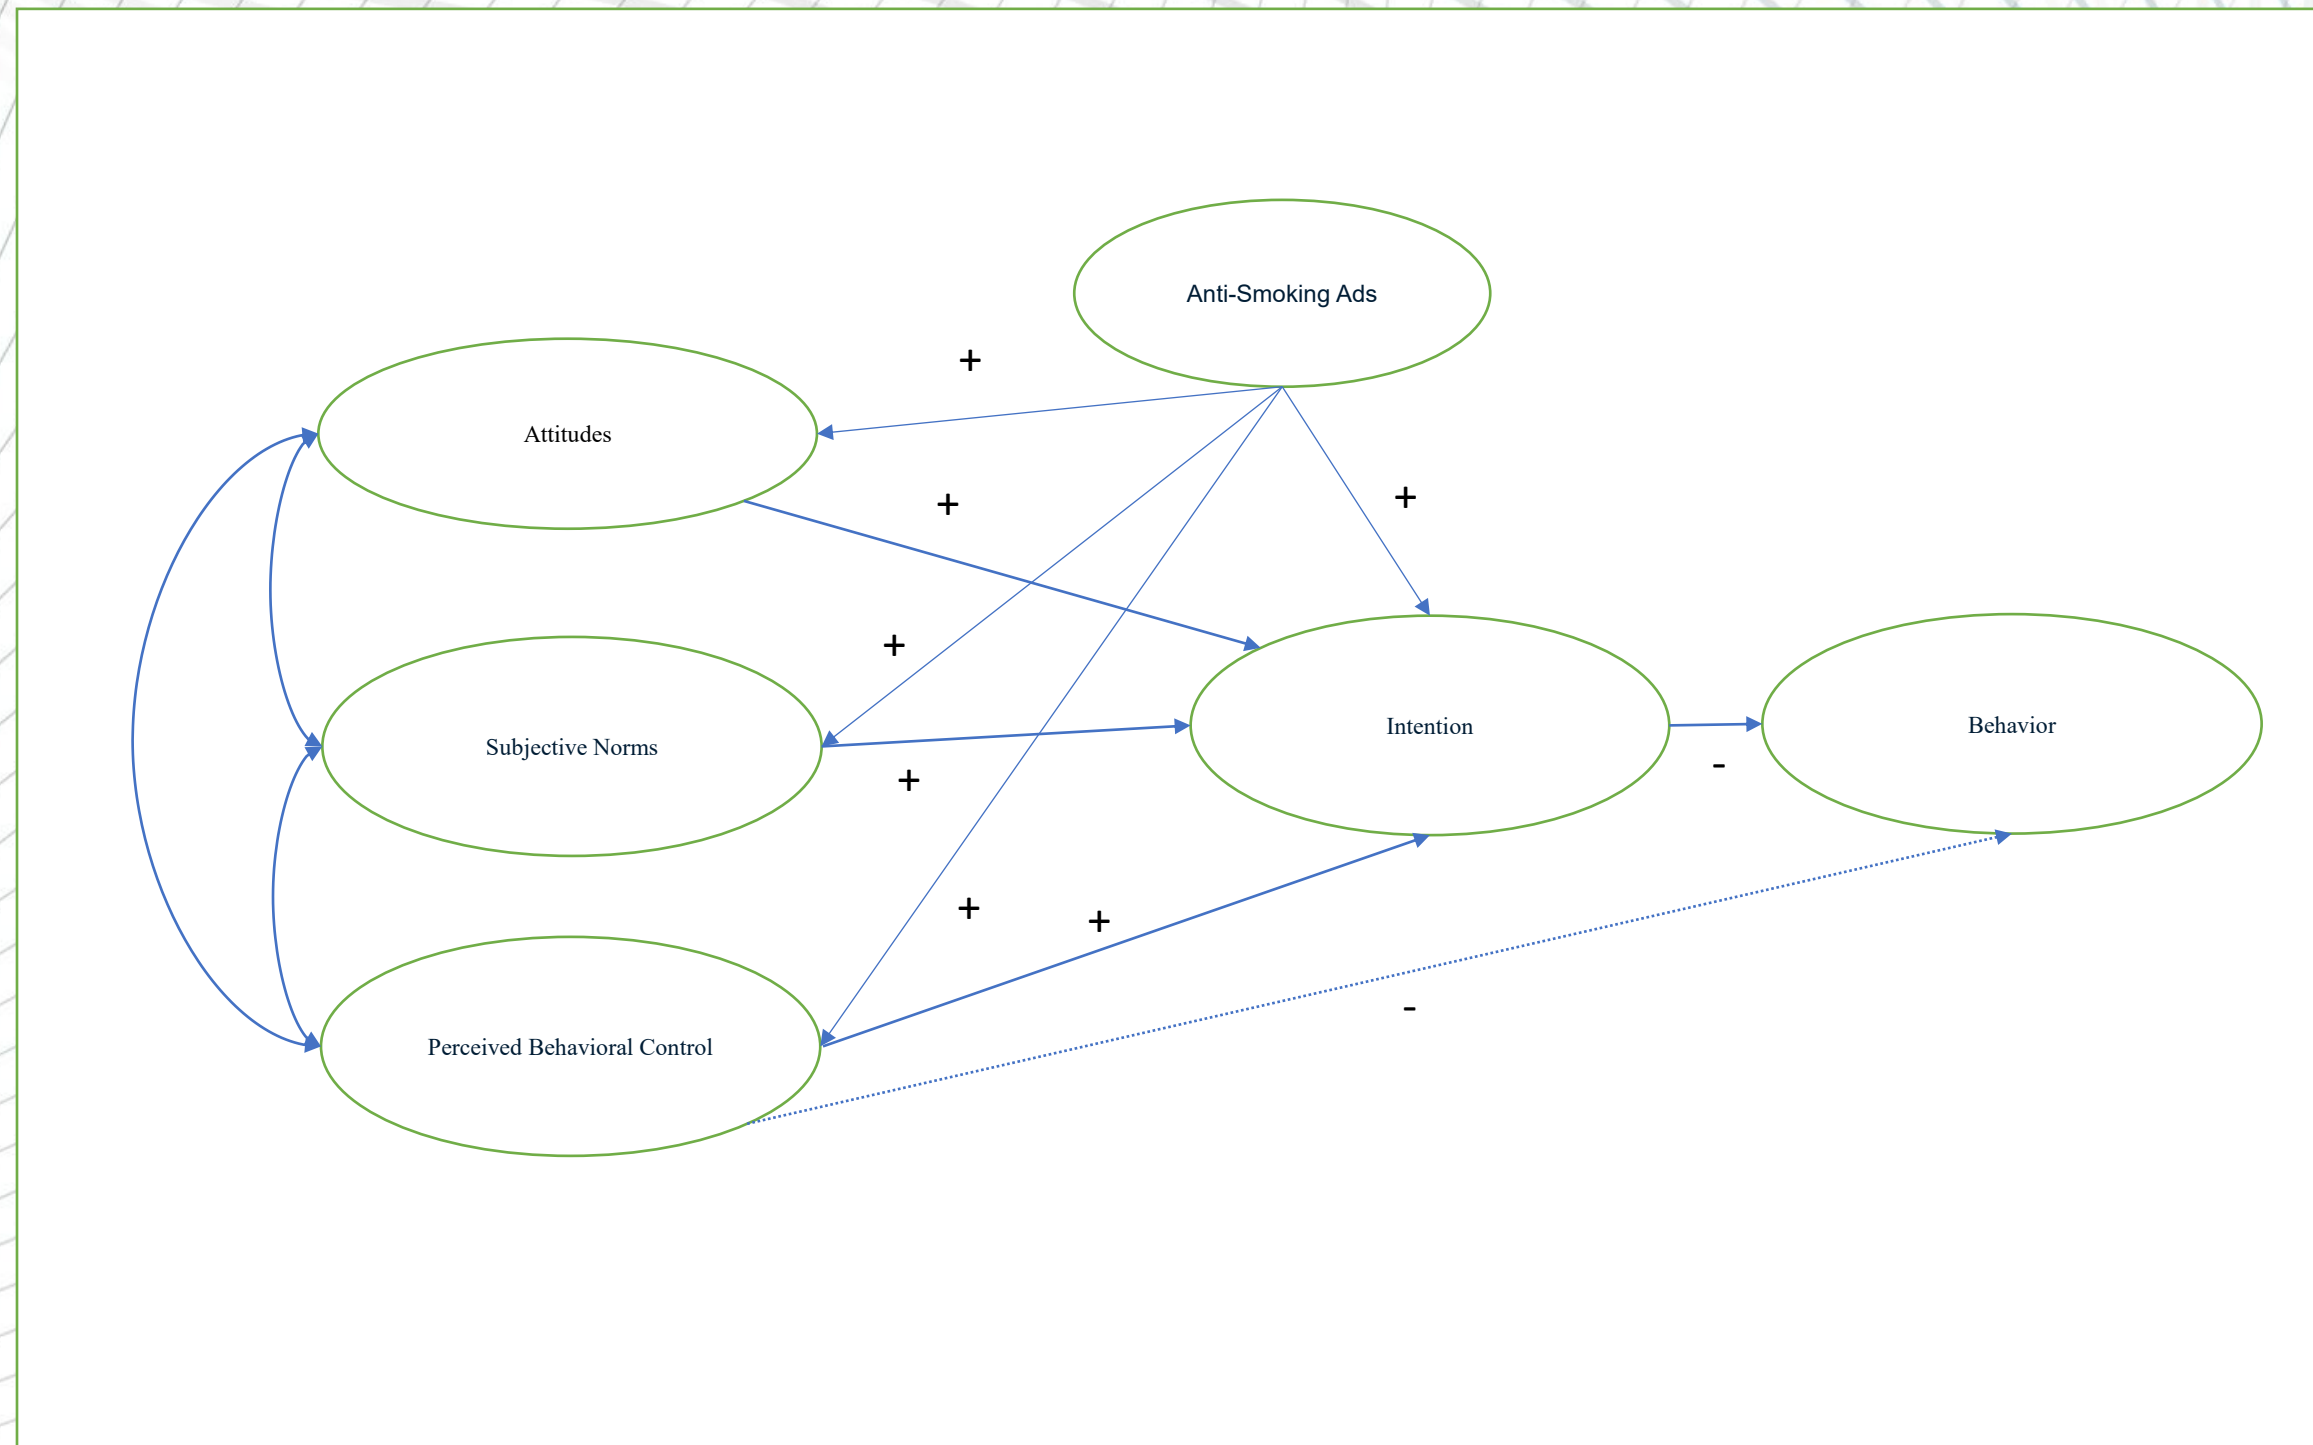 Anti-Smoking Ads
+
Attitudes
+
+
+
Subjective Norms
Intention
Behavior
-
+
+
+
-
Perceived Behavioral Control